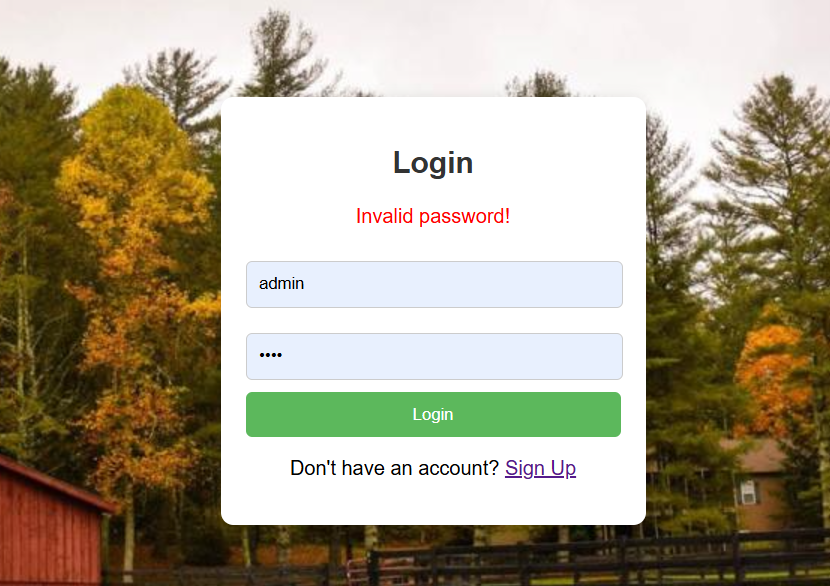 Login
Invalid password!
admin
••••
Login
Don't have an account? Sign Up